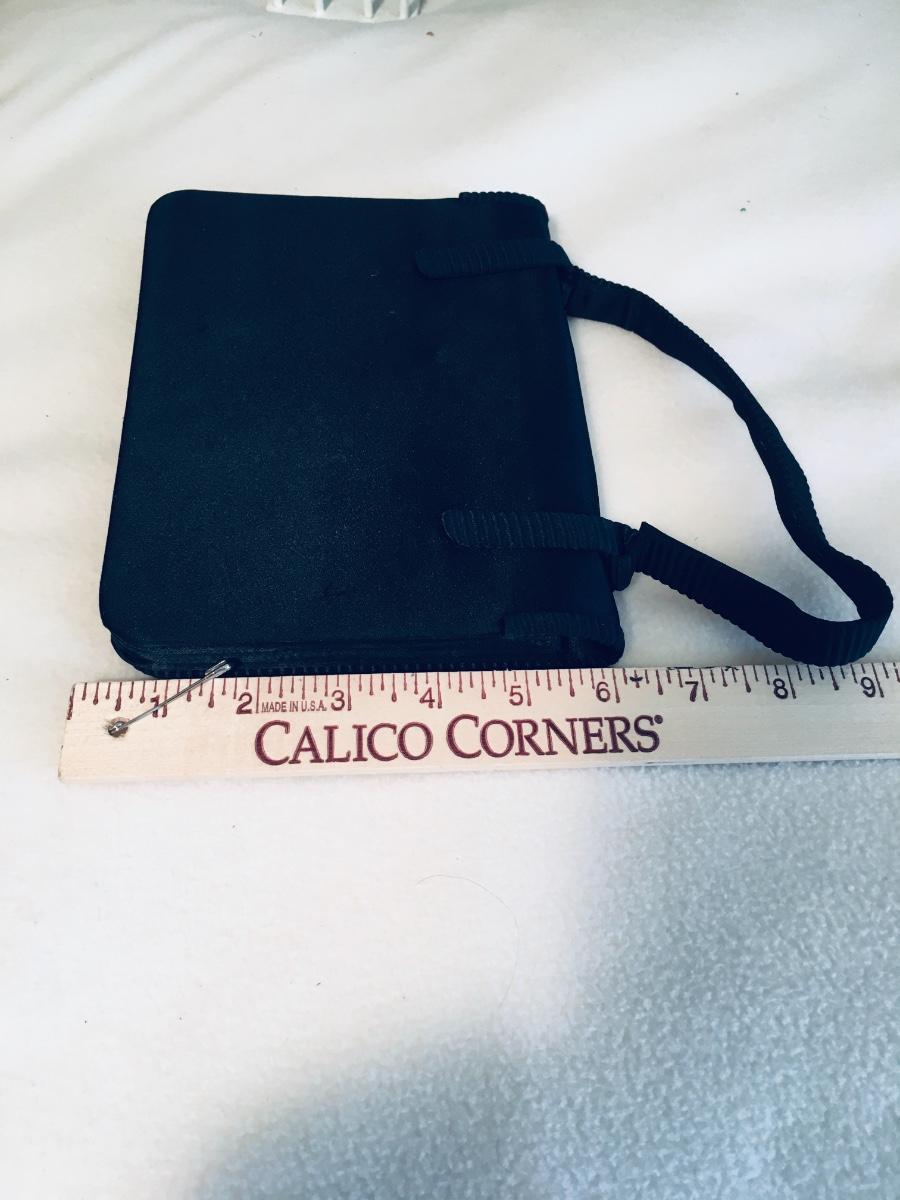 1 2 MADE IN U.S.A. 3 4 5 6 7 8 9
CALICO CORNERS®